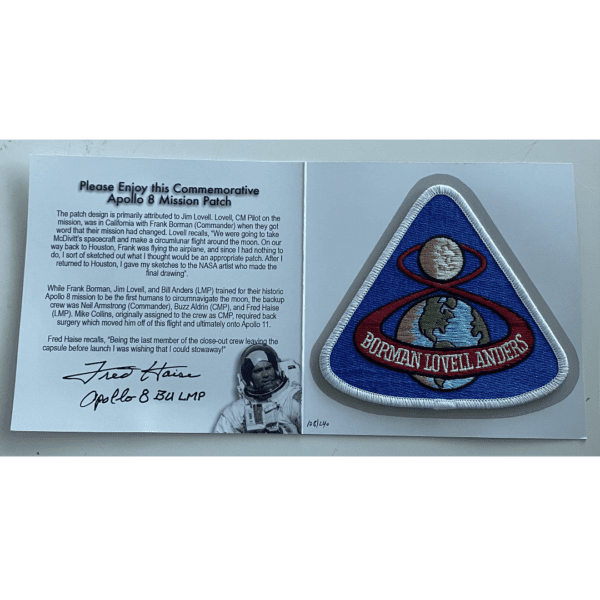 Please Enjoy this Commemorative
Apollo 8 Mission Patch
The patch design is primarily attributed to Jim Lovell. Lovell, CM Pilot on the
mission, was in California with Frank Borman (Commander) when they got
word that their mission had changed. Lovell recalls, "We were going to take
McDivitt's spacecraft and make a circumlunar flight around the moon. On our
way back to Houston, Frank was flying the airplane, and since I had nothing to
do, I sort of sketched out what I thought would be an appropriate patch. After I
returned to Houston, I gave my sketches to the NASA artist who made the
final drawing".
While Frank Borman, Jim Lovell, and Bill Anders (LMP) trained for their historic
Apollo 8 mission to be the first humans to circumnavigate the moon, the backup
crew was Neil Armstrong (Commander), Buzz Aldrin (CMP), and Fred Haise
(LMP). Mike Collins, originally assigned to the crew as CMP, required back
surgery which moved him off of this flight and ultimately onto Apollo 11.
Fred Haise recalls, "Being the last member of the close-out crew leaving the
capsule before launch I was wishing that I could stowaway!"
Fred Haise
Apollo 8 BU LMP
BORMAN LOVELL ANDERS